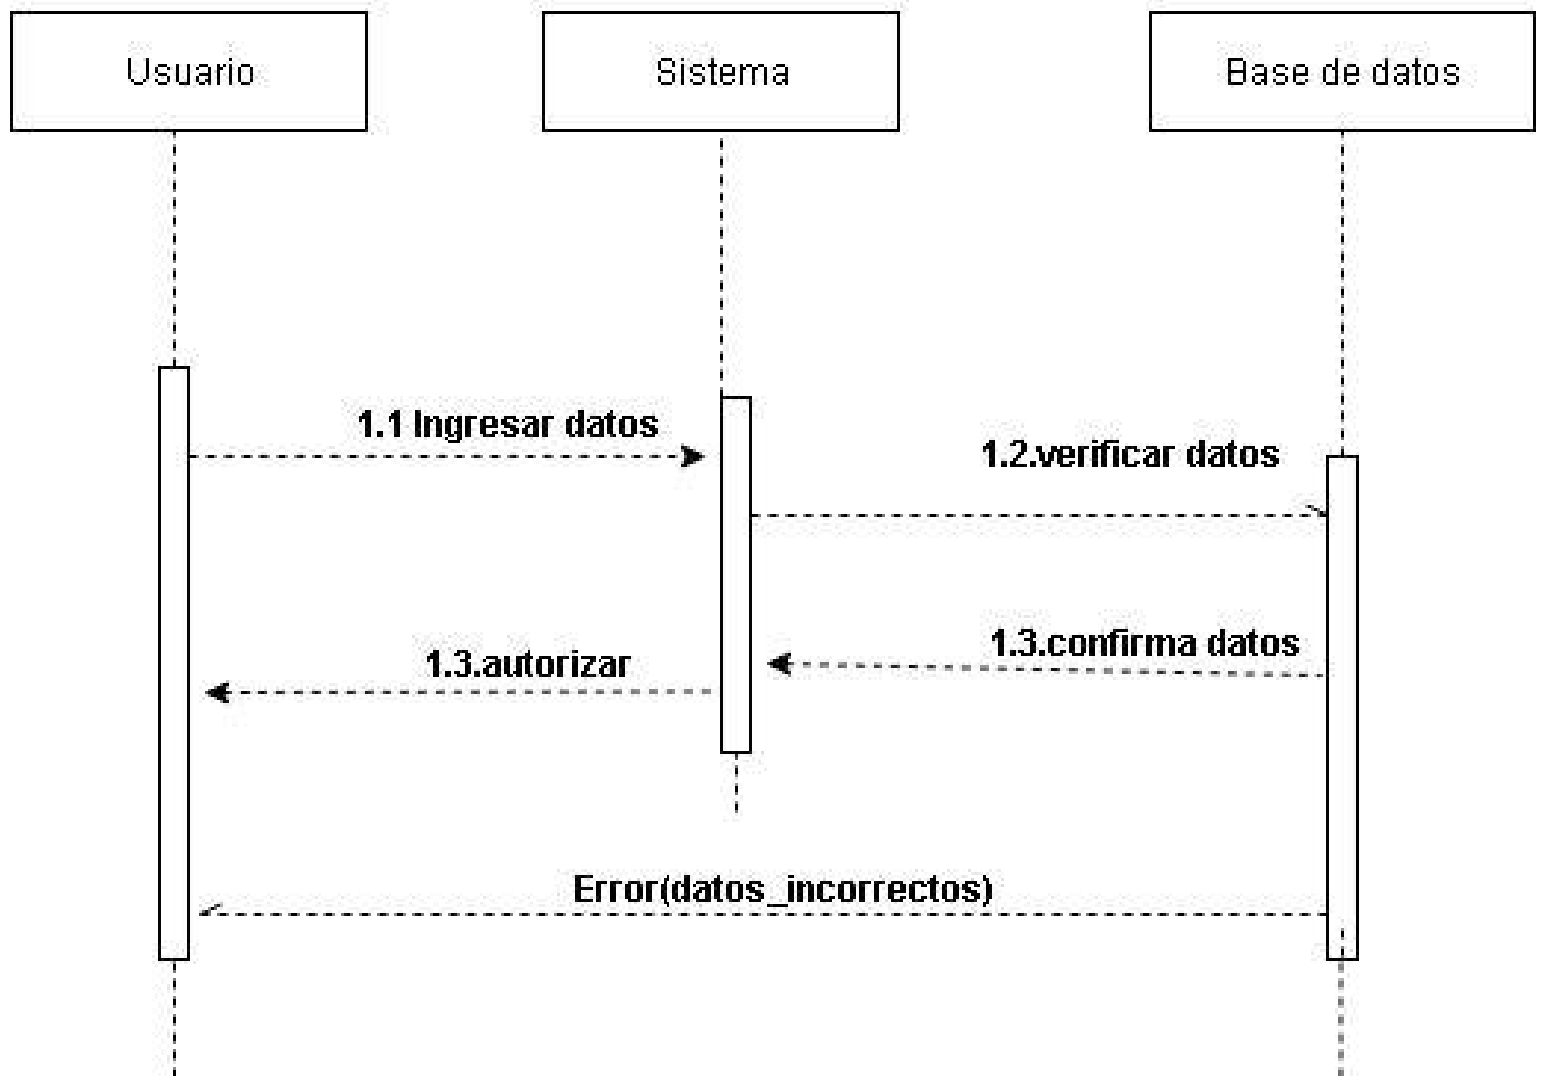 Usuario
Sistema
Base de datos
1.1 Ingresar datos
1.2.verificar datos
1.3.confirma datos
1.3.autorizar
Error(datos_incorrectos)